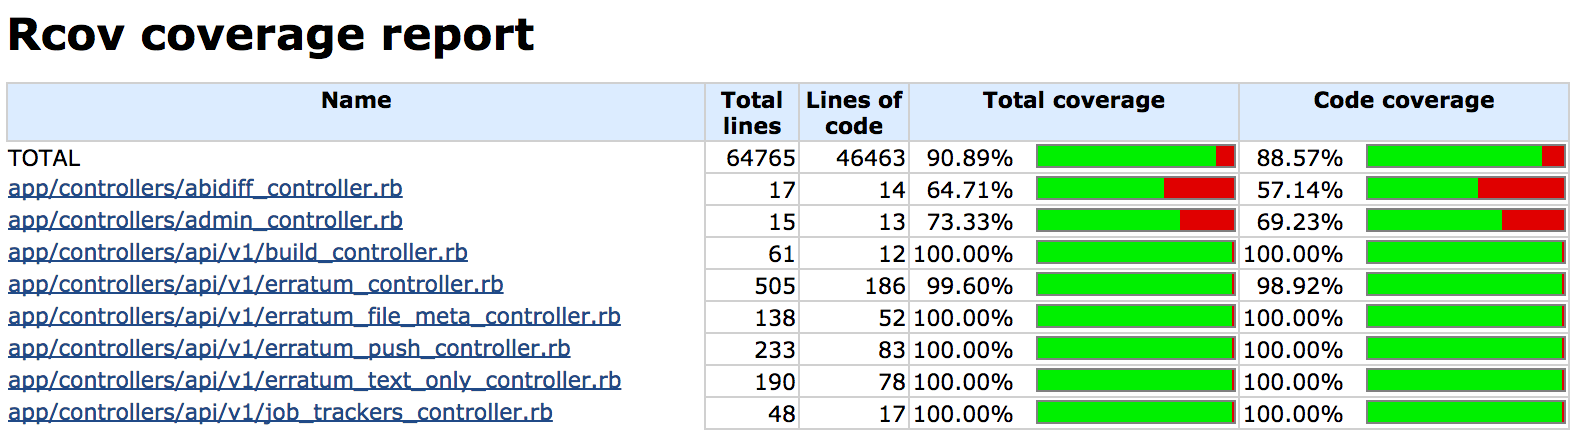 Rcov coverage report
Name Total lines Lines of code Total coverage Code coverage
TOTAL 64765 46463 90.89% 88.57%
app/controllers/abidiff_controller.rb 17 14 64.71% 57.14%
app/controllers/admin_controller.rb 15 13 73.33% 69.23%
app/controllers/api/v1/build_controller.rb 61 12 100.00% 100.00%
app/controllers/api/v1/erratum_controller.rb 505 186 99.60% 98.92%
app/controllers/api/v1/erratum_file_meta_controller.rb 138 52 100.00% 100.00%
app/controllers/api/v1/erratum_push_controller.rb 233 83 100.00% 100.00%
app/controllers/api/v1/erratum_text_only_controller.rb 190 78 100.00% 100.00%
app/controllers/api/v1/job_trackers_controller.rb 48 17 100.00% 100.00%